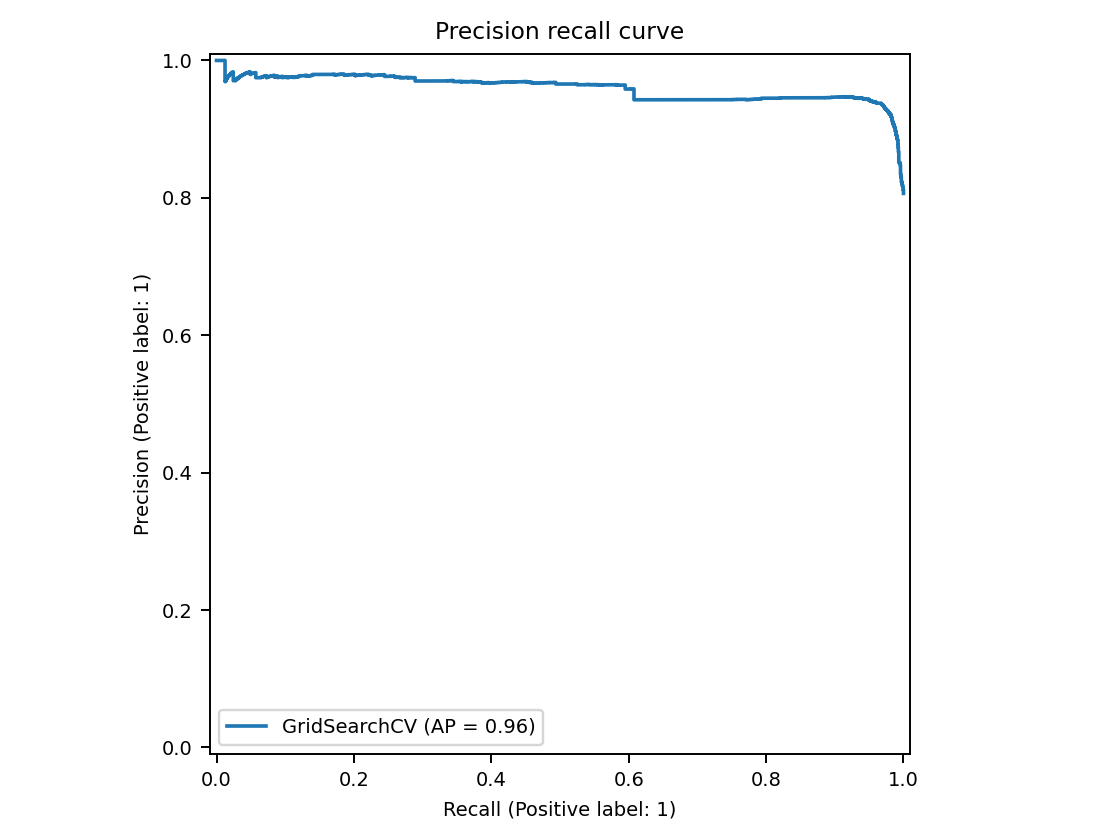 Precision recall curve
1.0
0.8
0.6
0.4
0.2
0.0
Precision (Positive label: 1)
GridSearchCV (AP = 0.96)
0.0 0.2 0.4 0.6 0.8 1.0
Recall (Positive label: 1)